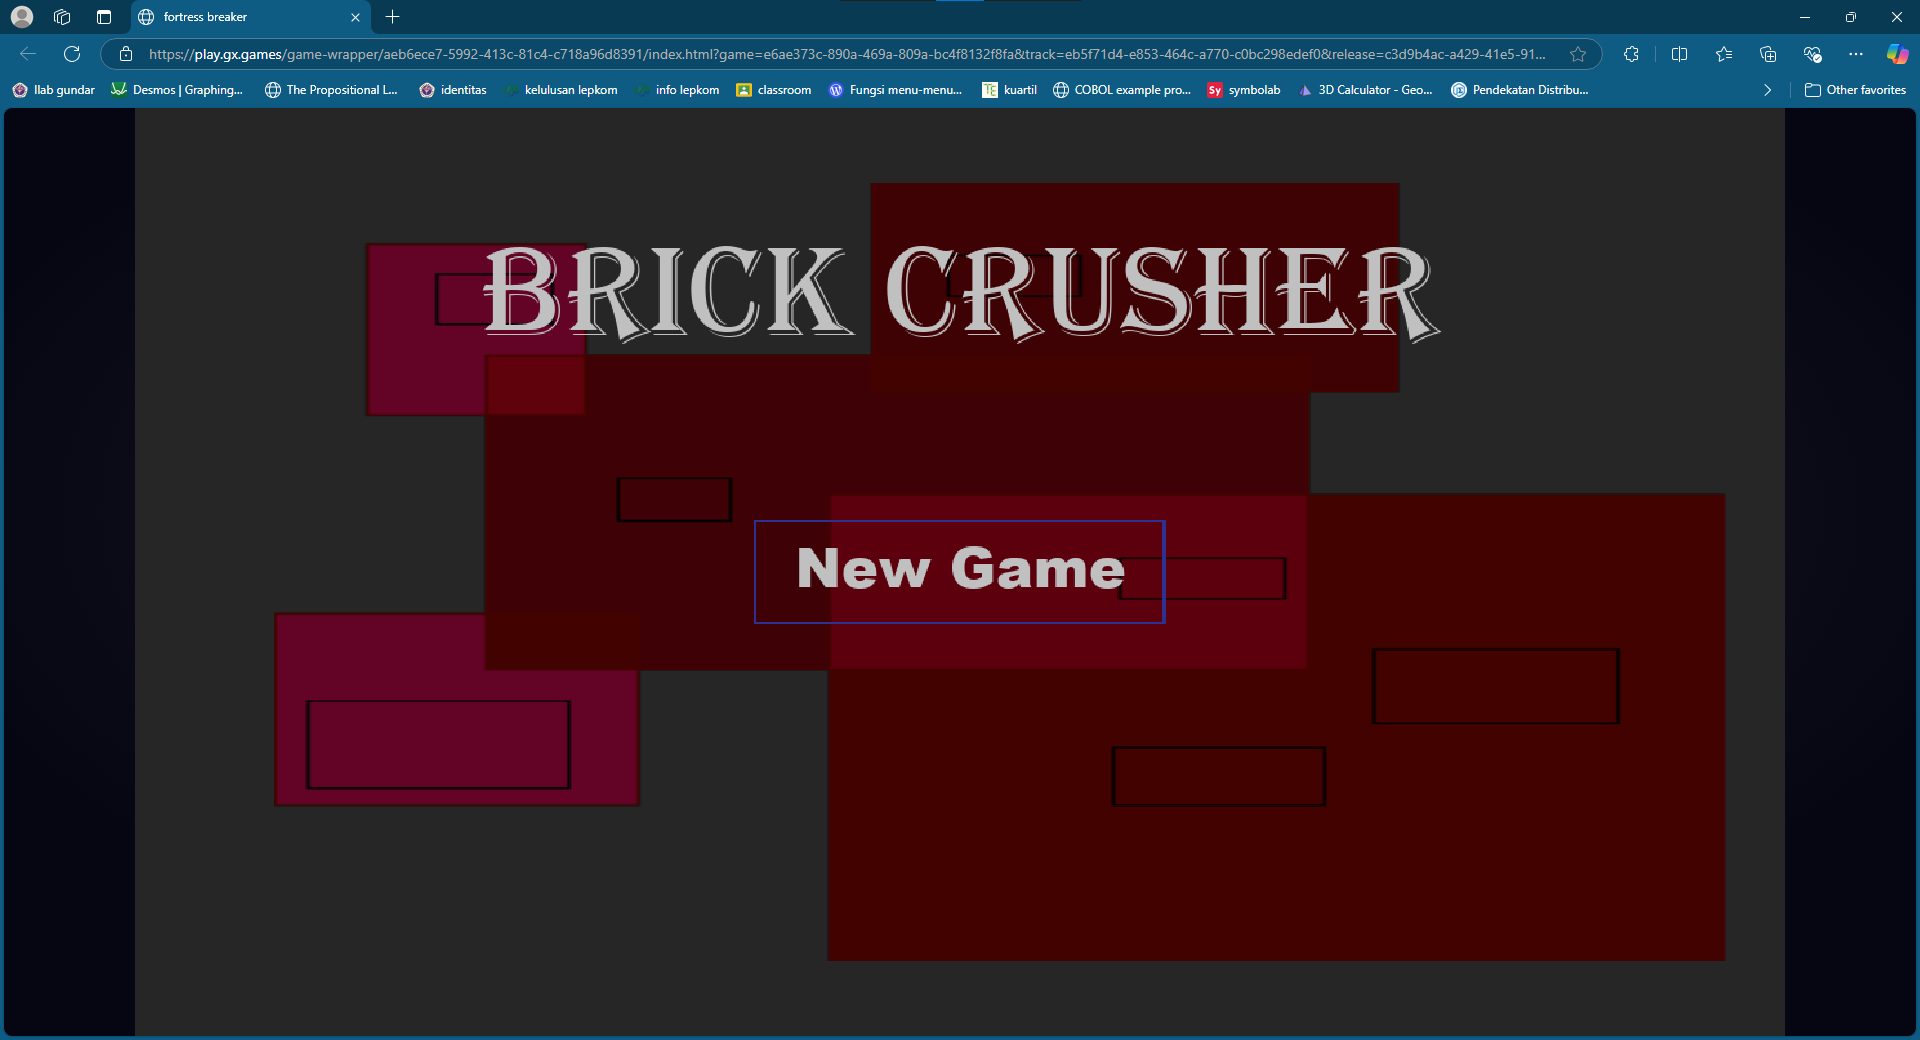 fortress breaker
https://play.gx.games/game-wrapper/aeb6ece7-5992-413c-81c4-c718a96d8391/index.html?game=e6ae373c-890a-469a-809a-bc4f8132f8fa&track=eb5f71d4-e853-464c-a770-c0bc298edef0&release=c3d9b4ac-a429-41e5-91...
Ilab gundar
Desmos | Graphing...
The Propositional L...
identitas
kelulusan lepkom
info lepkom
classroom
Fungsi menu-menu...
TE kuartil
COBOL example pro...
Sy symbolab
3D Calculator - Geo...
Pendekatan Distribu...
Other favorites
BRICK CRUSHER
New Game